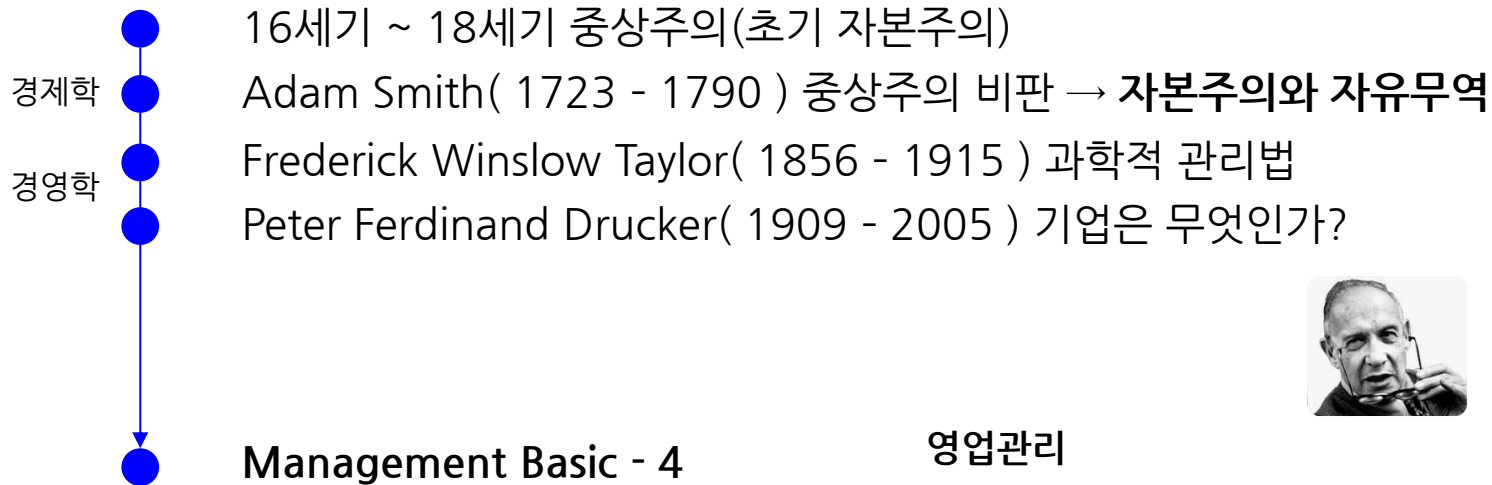 16세기 ~ 18세기 중상주의(초기 자본주의)
경제학 Adam Smith( 1723 - 1790 ) 중상주의 비판 → 자본주의와 자유무역
Frederick Winslow Taylor( 1856 - 1915 ) 과학적 관리법
경영학
Peter Ferdinand Drucker( 1909 - 2005 ) 기업은 무엇인가?
Management Basic - 4 영업관리